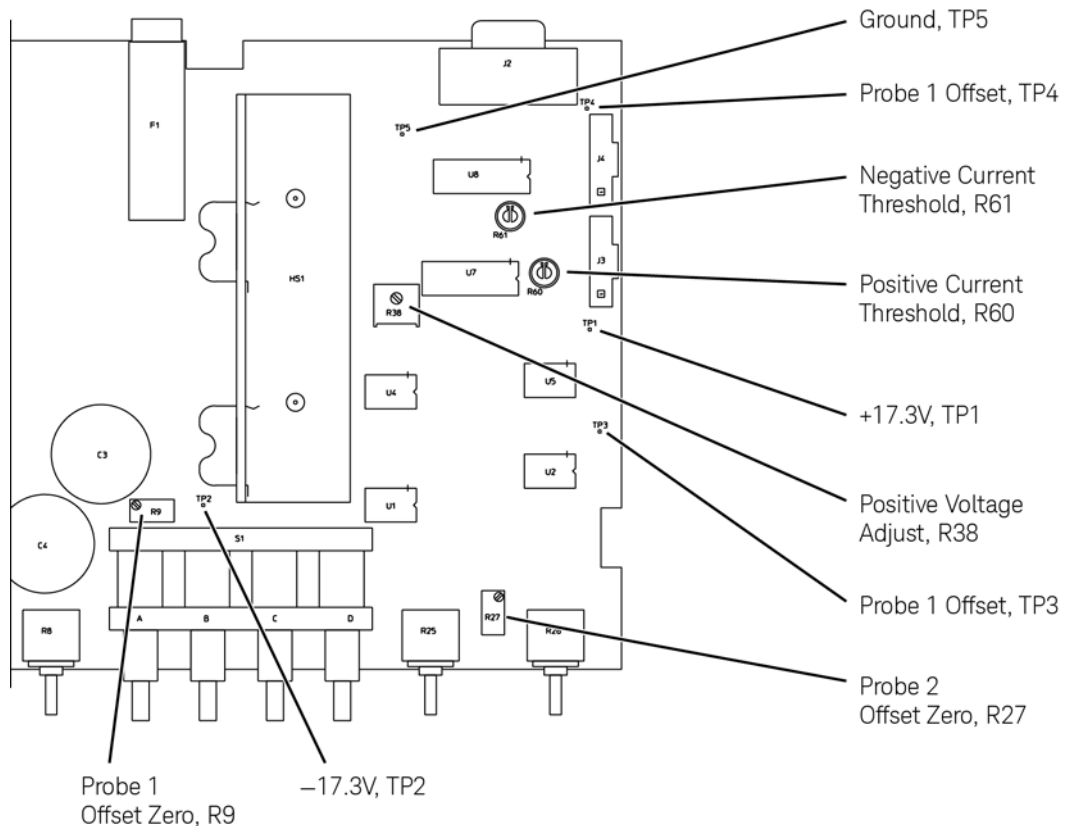 Ground, TP5
J2
Probe 1 Offset, TP4
TP4
F1
TP5
J4
U8
Negative Current
Threshold, R61
R61
J3
U7
HS1
R60
Positive Current
Threshold, R60
R38
TP1
U4
U5
+17.3V, TP1
TP3
C3
U2
R9
TP2
U1
Positive Voltage
Adjust, R38
S1
C4
Probe 1 Offset, TP3
A
B
C
D
R8
R25
R27
R26
Probe 2
Offset Zero, R27
Probe 1
Offset Zero, R9
–17.3V, TP2